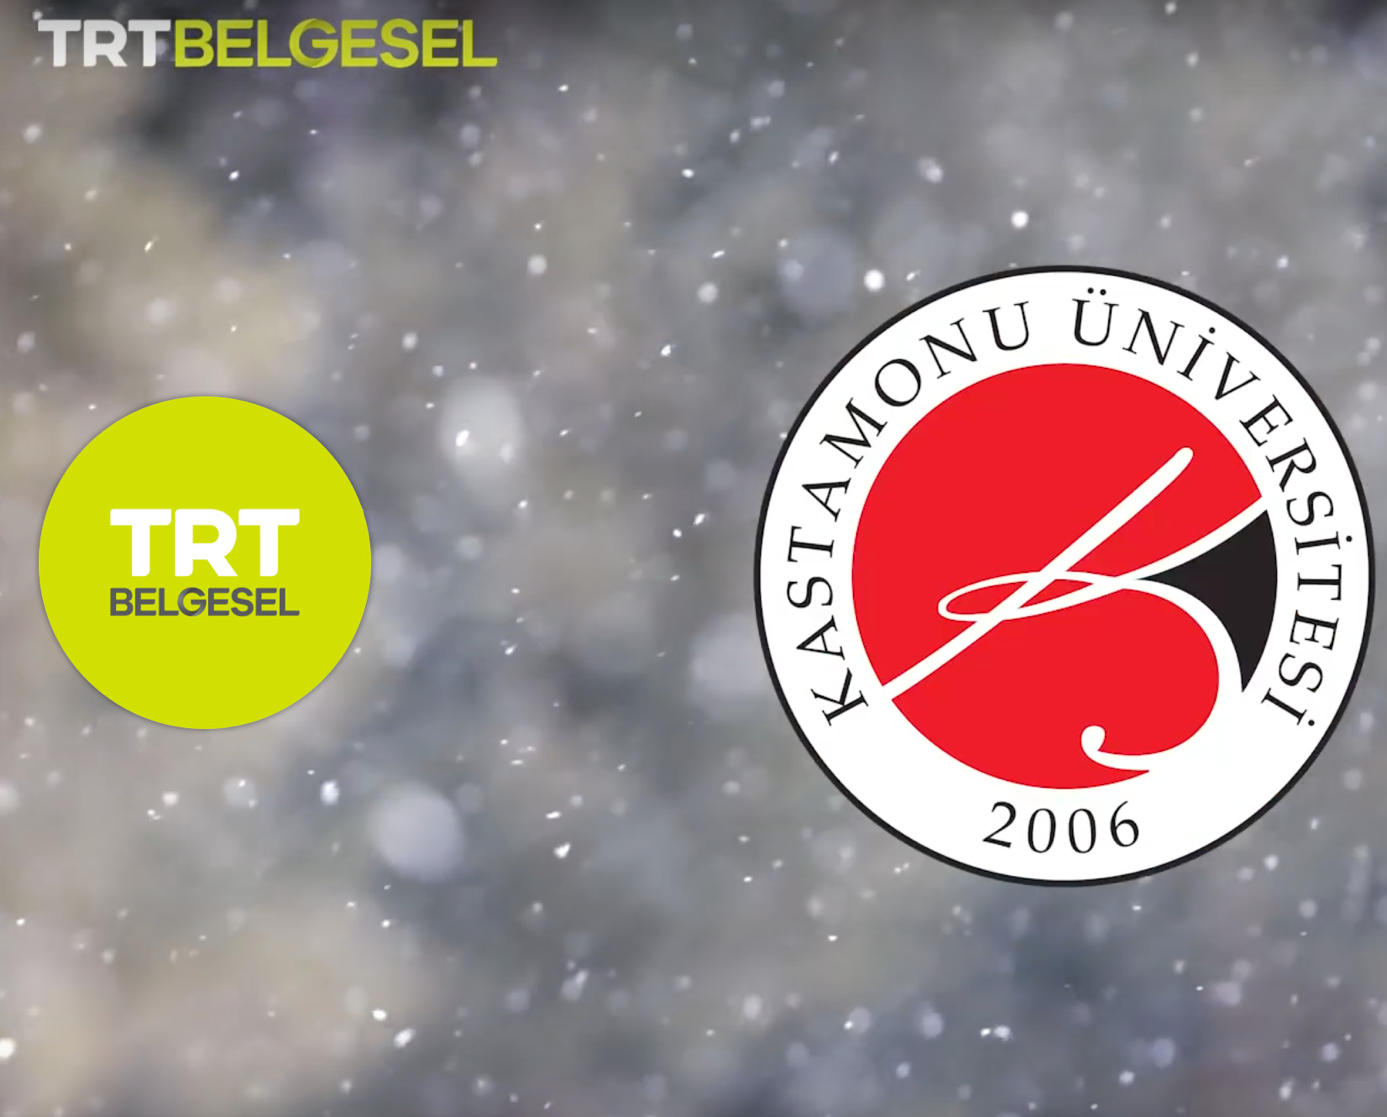 TRTBELGESEL
TRT
BELGESEL
KASTAMONU ÜNİVERSİTESİ
2006